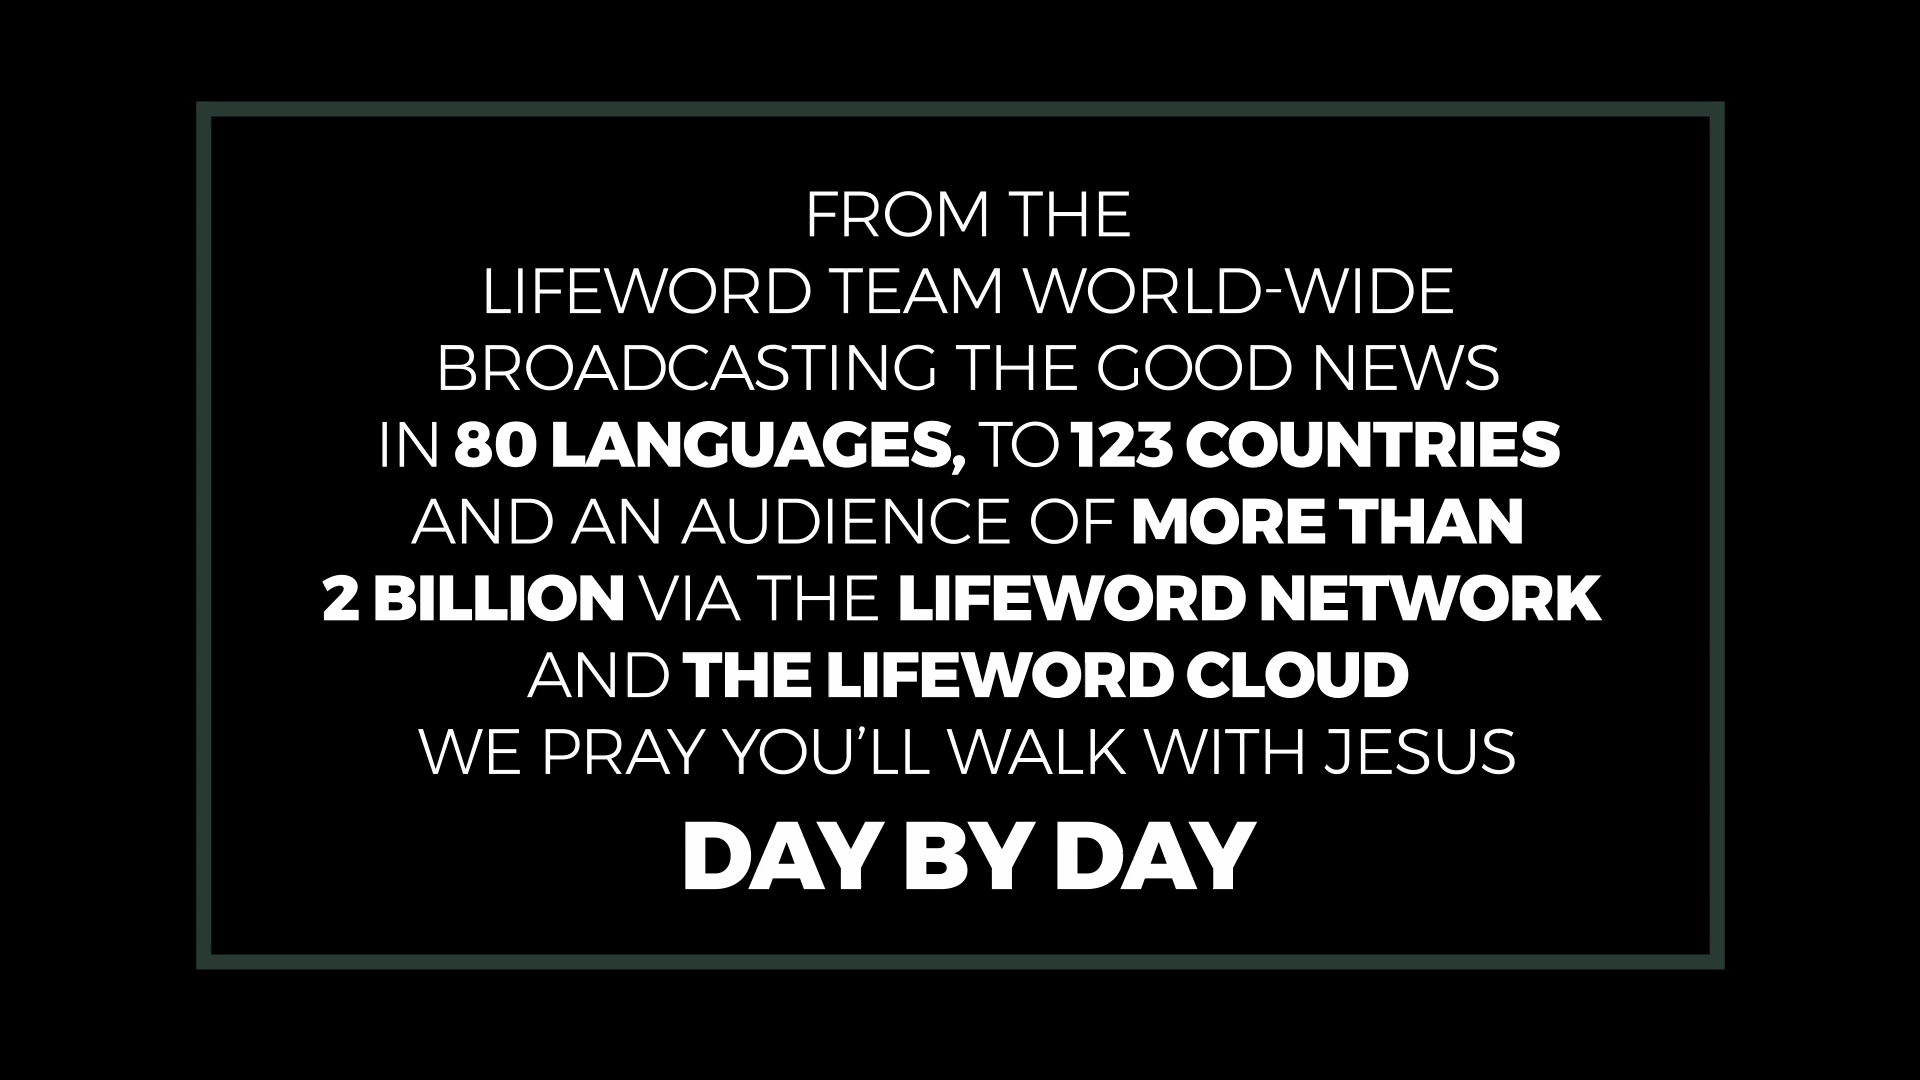 FROM THE
LIFEWORD TEAM WORLD-WIDE
BROADCASTING THE GOOD NEWS
IN 80 LANGUAGES, TO 123 COUNTRIES
AND AN AUDIENCE OF MORE THAN
2 BILLION VIA THE LIFEWORD NETWORK
AND THE LIFEWORD CLOUD
WE PRAY YOU’LL WALK WITH JESUS
DAY BY DAY